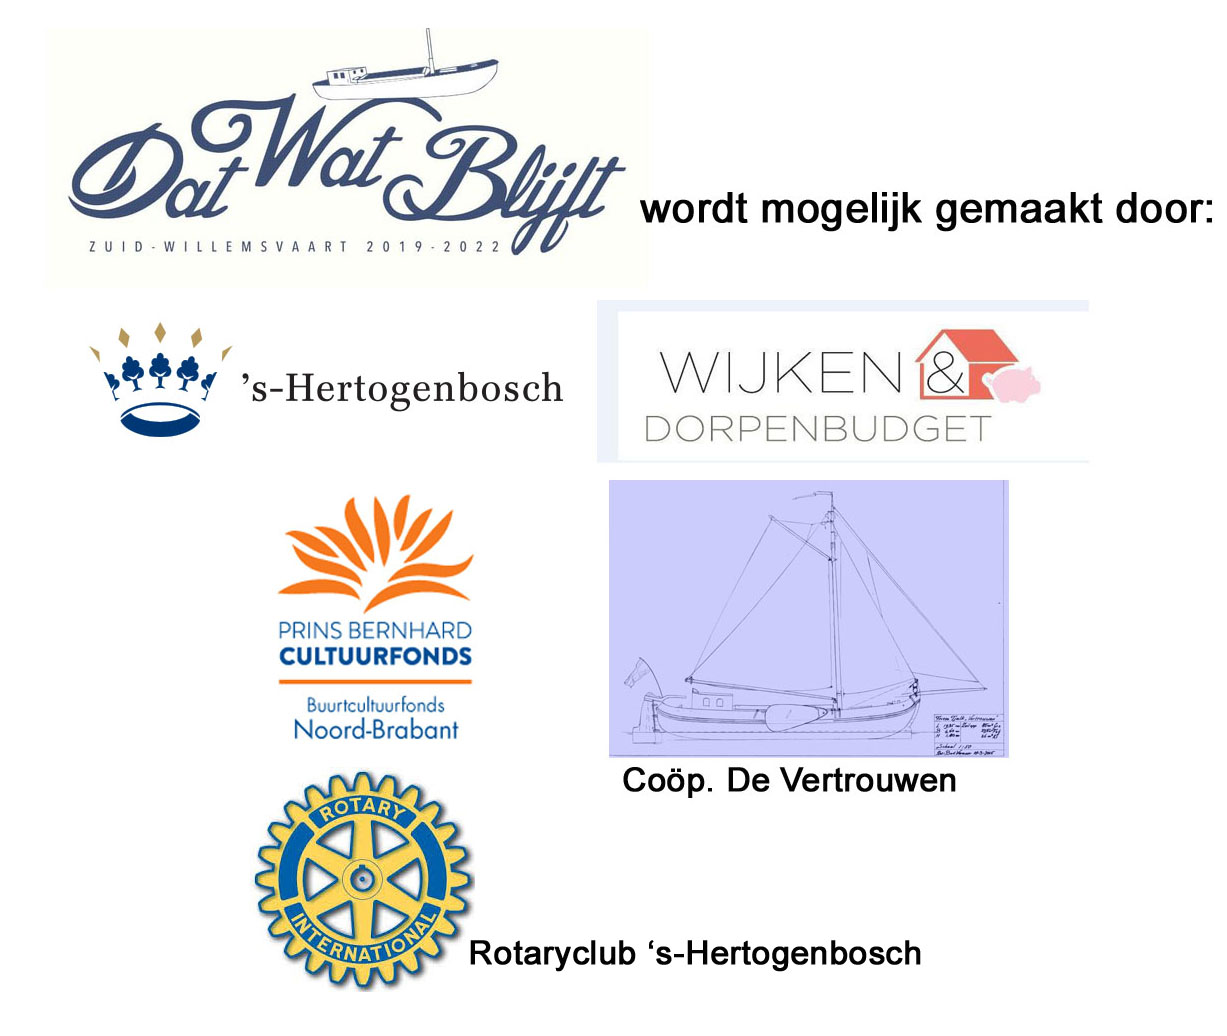 Dat Wat Blijft
ZUID-WILLEMSVAART 2019-2022
wordt mogelijk gemaakt door:
's-Hertogenbosch
WIJKEN &
DORPENBUDGET
PRINS BERNHARD
CULTUURFONDS
Buurtcultuurfonds
Noord-Brabant
Coöp. De Vertrouwen
ROTARY
INTERNATIONAL
Rotaryclub ‘s-Hertogenbosch